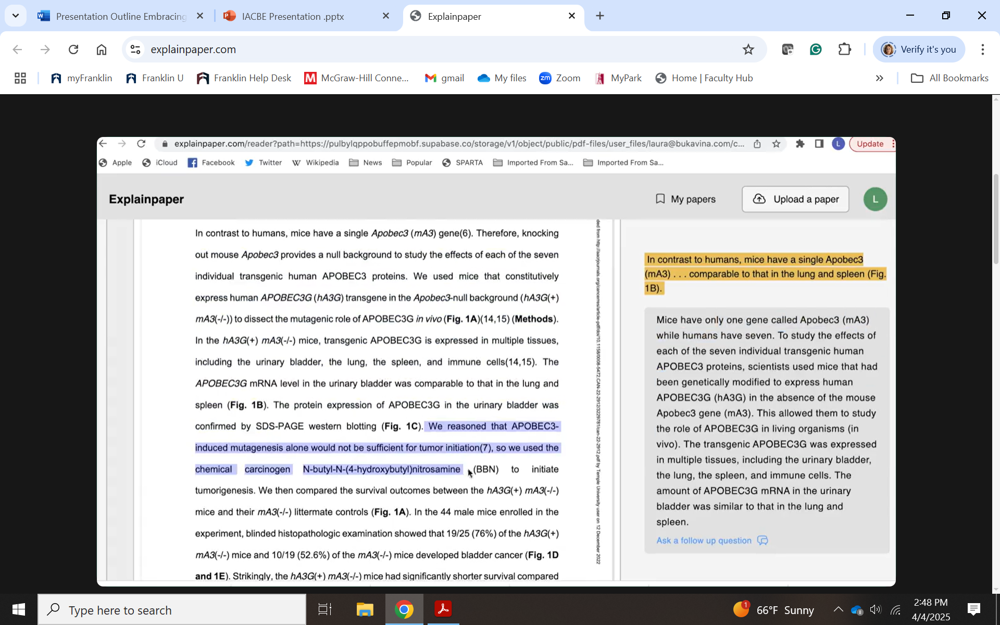 Presentation Outline Embracing
IACBE Presentation .pptx
Explainpaper
explainpaper.com
Verify it's you
myFranklin
Franklin U
Franklin Help Desk
McGraw-Hill Conne...
gmail
My files
zm
Zoom
MyPark
Home | Faculty Hub
»
All Bookmarks
explainpaper.com/reader?path=https://pulbylqppobuffepmobf.supabase.co/storage/v1/object/public/pdf-files/user_files/laura@bukavina.com/c...
L
Update
Apple
iCloud
Facebook
Twitter
Wikipedia
News
Popular
SPARTA
Imported From Sa...
Imported From Sa...
Explainpaper
My papers
Upload a paper
L
In contrast to humans, mice have a single Apobec3 (mA3) gene(6). Therefore, knocking
out mouse Apobec3 provides a null background to study the effects of each of the seven
individual transgenic human APOBEC3 proteins. We used mice that constitutively
express human APOBEC3G (hA3G) transgene in the Apobec3-null background (hA3G(+)
mA3(-/-)) to dissect the mutagenic role of APOBEC3G in vivo (Fig. 1A)(14,15) (Methods).
In the hA3G(+) mA3(-/-) mice, transgenic APOBEC3G is expressed in multiple tissues,
including the urinary bladder, the lung, the spleen, and immune cells(14,15). The
APOBEC3G mRNA level in the urinary bladder was comparable to that in the lung and
spleen (Fig. 1B). The protein expression of APOBEC3G in the urinary bladder was
confirmed by SDS-PAGE western blotting (Fig. 1C). We reasoned that APOBEC3-
induced mutagenesis alone would not be sufficient for tumor initiation(7), so we used the
chemical carcinogen N-butyl-N-(4-hydroxybutyl)nitrosamine (BBN) to initiate
tumorigenesis. We then compared the survival outcomes between the hA3G(+) mA3(-/-)
mice and their mA3(-/-) littermate controls (Fig. 1A). In the 44 male mice enrolled in the
experiment, blinded histopathologic examination showed that 19/25 (76%) of the hA3G(+)
mA3(-/-) mice and 10/19 (52.6%) of the mA3(-/-) mice developed bladder cancer (Fig. 1D
and 1E). Strikingly, the hA3G(+) mA3(-/-) mice had significantly shorter survival compared
by Temple University user on 12 December 2022
In contrast to humans, mice have a single Apobec3
(mA3) . . . comparable to that in the lung and spleen (Fig.
1B).
Mice have only one gene called Apobec3 (mA3)
while humans have seven. To study the effects of
each of the seven individual transgenic human
APOBEC3 proteins, scientists used mice that had
been genetically modified to express human
APOBEC3G (hA3G) in the absence of the mouse
Apobec3 gene (mA3). This allowed them to study
the role of APOBEC3G in living organisms (in
vivo). The transgenic APOBEC3G was expressed
in multiple tissues, including the urinary bladder,
the lung, the spleen, and immune cells. The
amount of APOBEC3G mRNA in the urinary
bladder was similar to that in the lung and
spleen.
Ask a follow up question
Type here to search
1
66°F Sunny
2:48 PM
4/4/2025